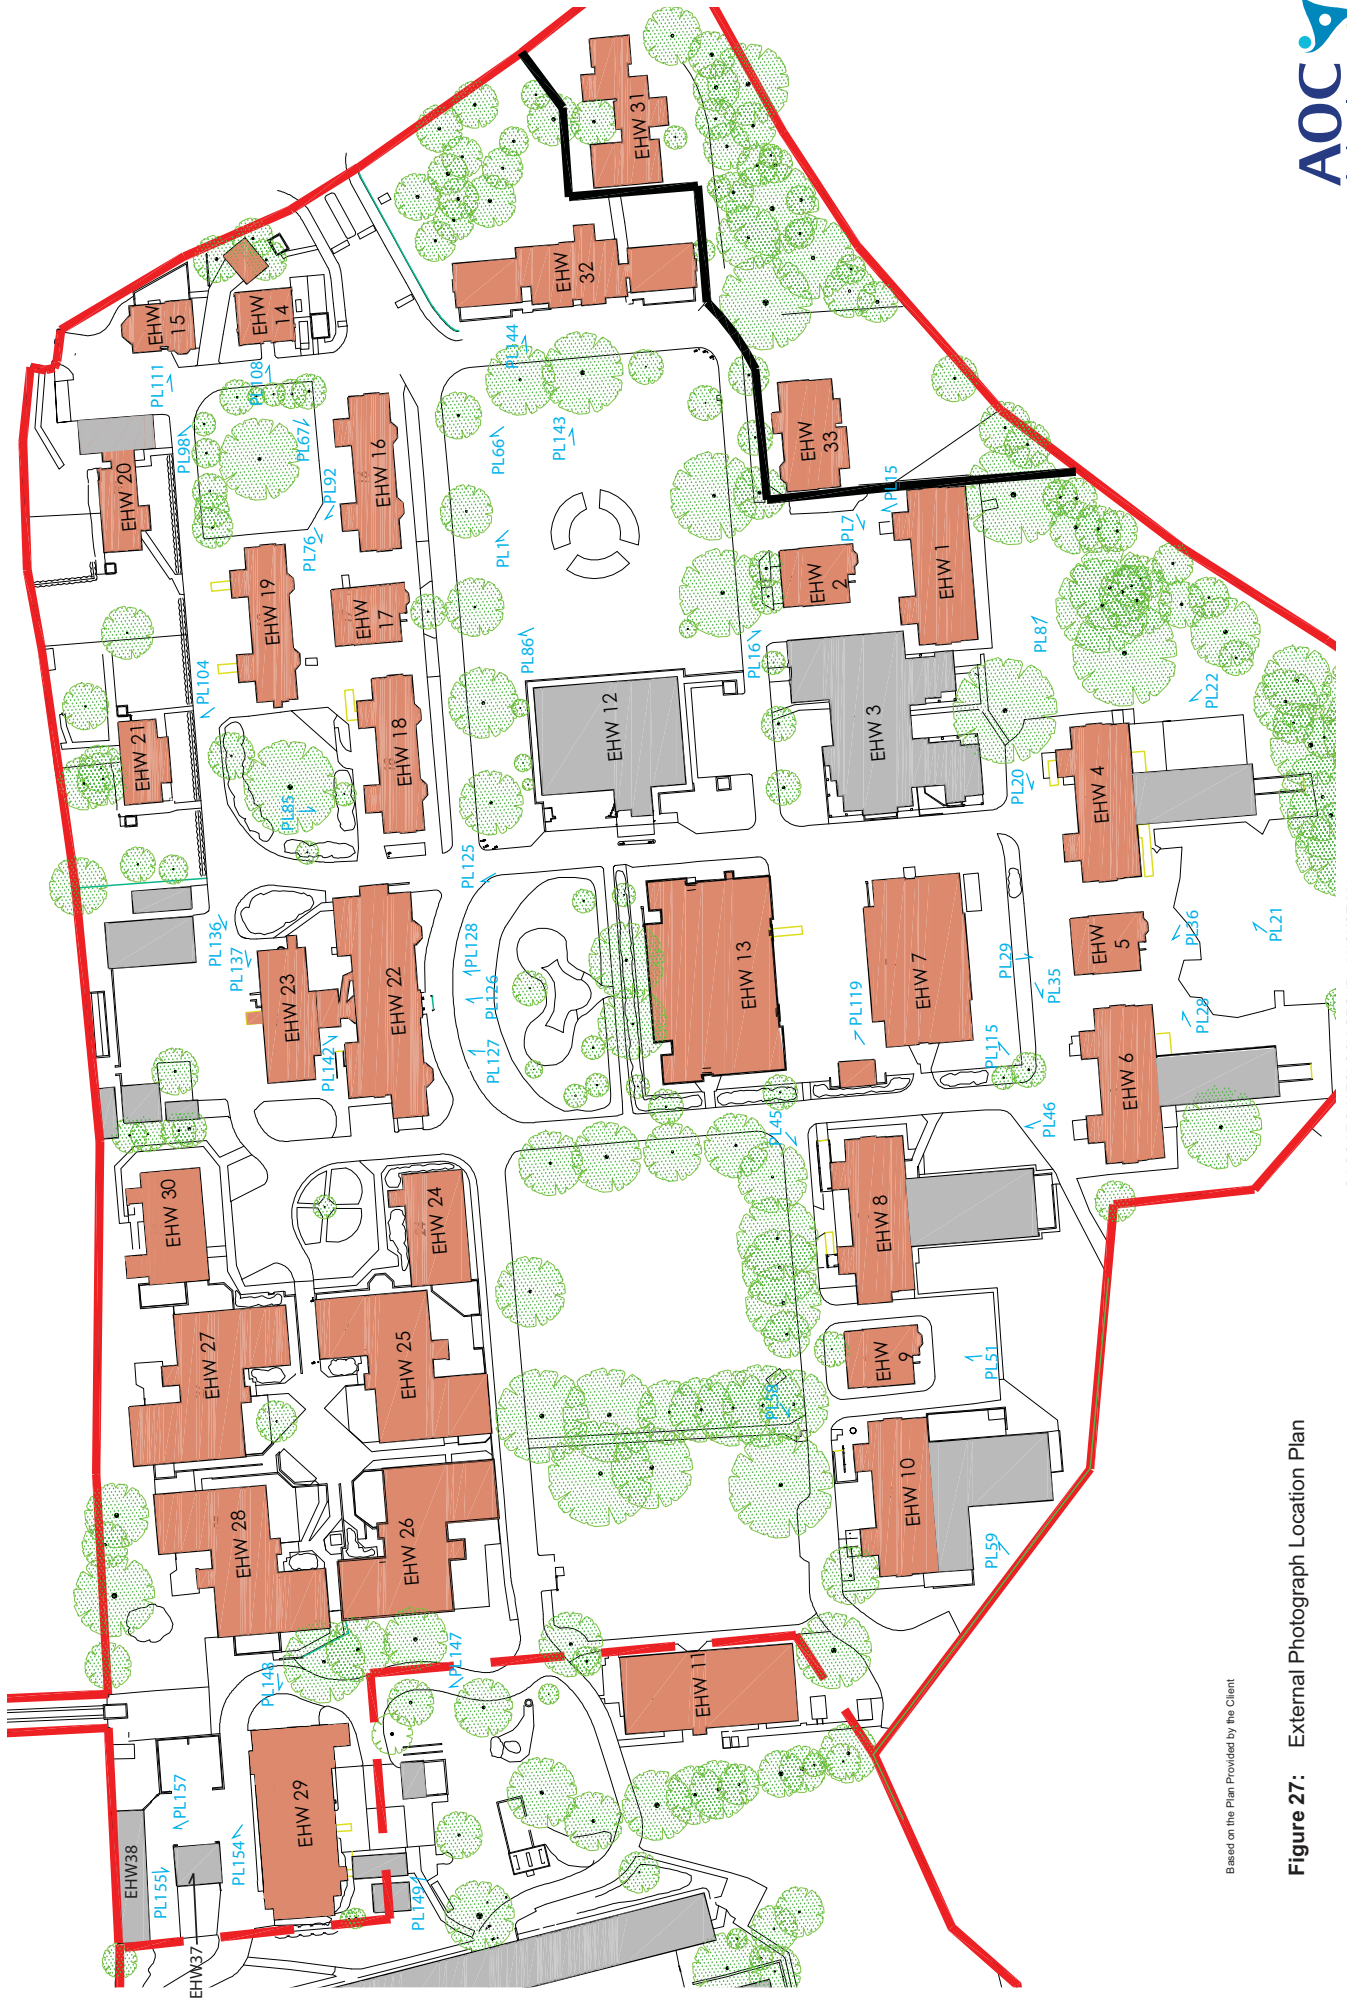 EHW38
PL155
EHW37
PL157
PL154
EHW 29
PL148
PL149
PL147
EHW 11
EHW 28
EHW 27
EHW 30
EHW 26
EHW 25
EHW 24
PL136
PL137
EHW 23
PL142
EHW 22
PL125
PL128
PL126
PL127
EHW 21
PL104
EHW 20
PL98
PL111
EHW
15
PL108
EHW
14
PL67
PL92
PL76
EHW 19
EHW 16
EHW
17
EHW 18
PL85
PL66
PL1
PL86
PL144
PL143
EHW
32
EHW 31
EHW 12
EHW 13
PL45
PL58
PL16
PL7
PL15
EHW
33
EHW
2
EHW 1
EHW 3
PL119
EHW 7
PL115
PL29
PL35
PL20
PL87
PL22
EHW 4
EHW
5
PL36
PL21
EHW 6
PL28
PL46
EHW 8
EHW
9
PL51
EHW 10
PL59
Based on the Plan Provided by the Client
Figure 27: External Photograph Location Plan
AOC